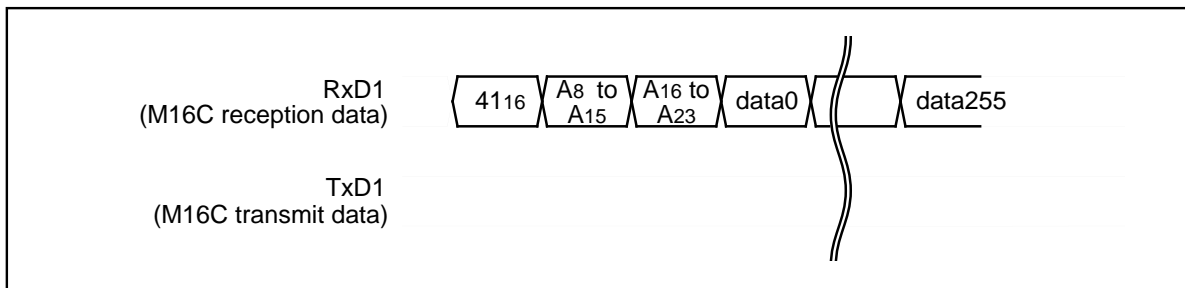 RxD1
(M16C reception data)
4116
A8 to
A15
A16 to
A23
data0
data255
TxD1
(M16C transmit data)